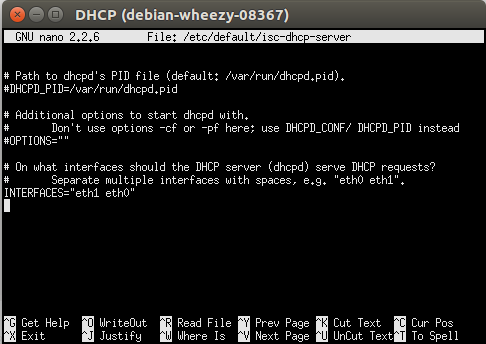 DHCP (debian-wheezy-08367)
GNU nano 2.2.6 File: /etc/default/isc-dhcp-server
# Path to dhcpd's PID file (default: /var/run/dhcpd.pid).
#DHCPD_PID=/var/run/dhcpd.pid
# Additional options to start dhcpd with.
# Don't use options -cf or -pf here; use DHCPD_CONF/ DHCPD_PID instead
#OPTIONS=""
# On what interfaces should the DHCP server (dhcpd) serve DHCP requests?
# Separate multiple interfaces with spaces, e.g. "eth0 eth1".
INTERFACES="eth1 eth0"
^G Get Help ^O WriteOut ^R Read File ^Y Prev Page ^K Cut Text ^C Cur Pos
^X Exit ^J Justify ^W Where Is ^V Next Page ^U UnCut Text ^T To Spell